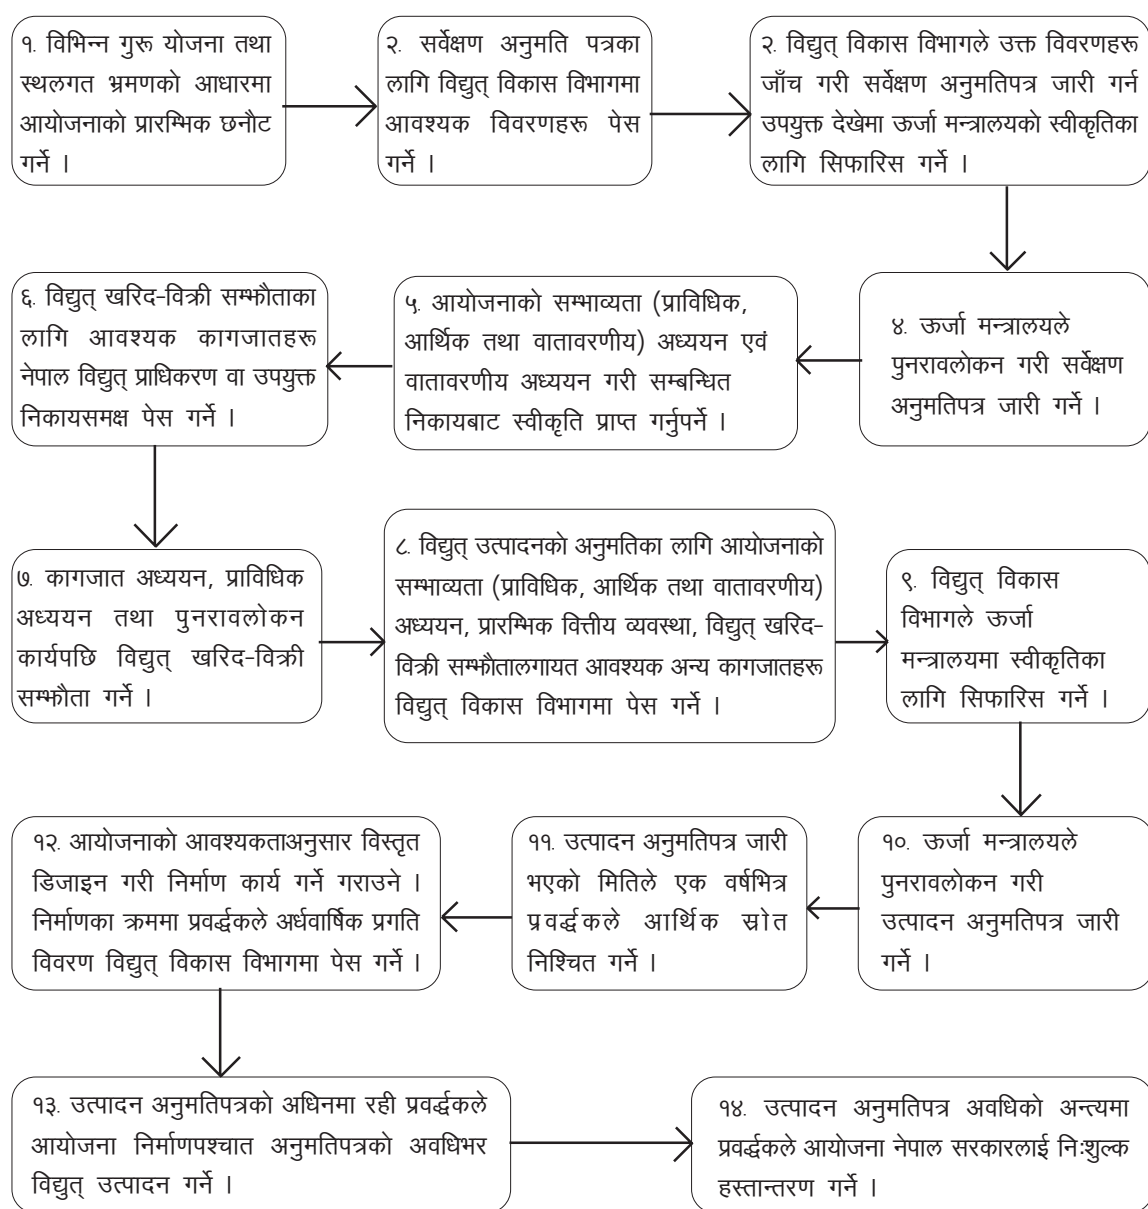 १. विभिन्न गुरू योजना तथा
स्थलगत भ्रमणको आधारमा
आयोजनाको प्रारम्भिक छनौट
गर्ने ।
२. सर्वेक्षण अनुमति पत्रका
लागि विद्युत् विकास विभागमा
आवश्यक विवरणहरू पेस
गर्ने ।
२. विद्युत् विकास विभागले उक्त विवरणहरू
जाँच गरी सर्वेक्षण अनुमतिपत्र जारी गर्न
उपयुक्त देखेमा ऊर्जा मन्त्रालयको स्वीकृतिका
लागि सिफारिस गर्ने ।
४. ऊर्जा मन्त्रालयले
पुनरावलोकन गरी सर्वेक्षण
अनुमतिपत्र जारी गर्ने ।
५. आयोजनाको सम्भाव्यता (प्राविधिक,
आर्थिक तथा वातावरणीय) अध्ययन एवं
वातावरणीय अध्ययन गरी सम्बन्धित
निकायबाट स्वीकृति प्राप्त गर्नुपर्ने ।
६. विद्युत् खरिद-विक्री सम्झौताका
लागि आवश्यक कागजातहरू
नेपाल विद्युत् प्राधिकरण वा उपयुक्त
निकायसमक्ष पेस गर्ने ।
७. कागजात अध्ययन, प्राविधिक
अध्ययन तथा पुनरावलोकन
कार्यपछि विद्युत् खरिद-विक्री
सम्झौता गर्ने ।
८. विद्युत् उत्पादनको अनुमतिका लागि आयोजनाको
सम्भाव्यता (प्राविधिक, आर्थिक तथा वातावरणीय)
अध्ययन, प्रारम्भिक वित्तीय व्यवस्था, विद्युत् खरिद-
विक्री सम्झौतालगायत आवश्यक अन्य कागजातहरू
विद्युत् विकास विभागमा पेस गर्ने ।
९. विद्युत् विकास
विभागले ऊर्जा
मन्त्रालयमा स्वीकृतिका
लागि सिफारिस गर्ने ।
१०. ऊर्जा मन्त्रालयले
पुनरावलोकन गरी
उत्पादन अनुमतिपत्र जारी
गर्ने ।
११. उत्पादन अनुमतिपत्र जारी
भएको मितिले एक वर्षभित्र
प्रवर्द्धकले आर्थिक स्रोत
निश्चित गर्ने ।
१२. आयोजनाको आवश्यकताअनुसार विस्तृत
डिजाइन गरी निर्माण कार्य गर्ने गराउने ।
निर्माणका क्रममा प्रवर्द्धकले अर्धवार्षिक प्रगति
विवरण विद्युत् विकास विभागमा पेस गर्ने ।
१३. उत्पादन अनुमतिपत्रको अधिनमा रही प्रवर्द्धकले
आयोजना निर्माणपश्चात अनुमतिपत्रको अवधिभर
विद्युत् उत्पादन गर्ने ।
१४. उत्पादन अनुमतिपत्र अवधिको अन्त्यमा
प्रवर्द्धकले आयोजना नेपाल सरकारलाई निःशुल्क
हस्तान्तरण गर्ने ।